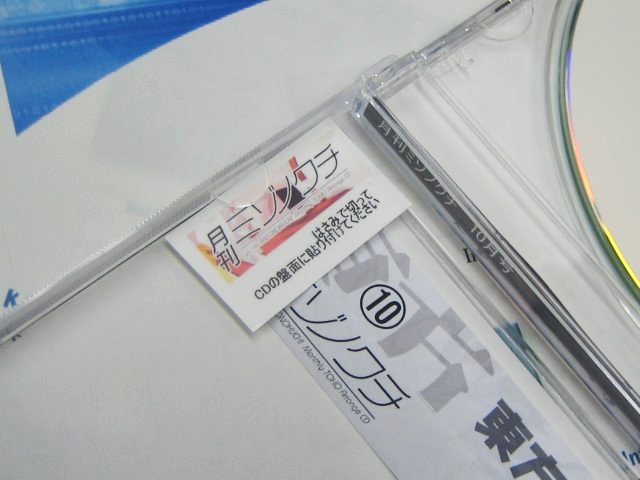 月刊
ミゾノクチ
はさみで切って
CDの盤面に貼り付けてください
月刊ミゾノクチ 10月号
⑩
ミゾノクチ
Monthly TOHO Arrange CD
東方